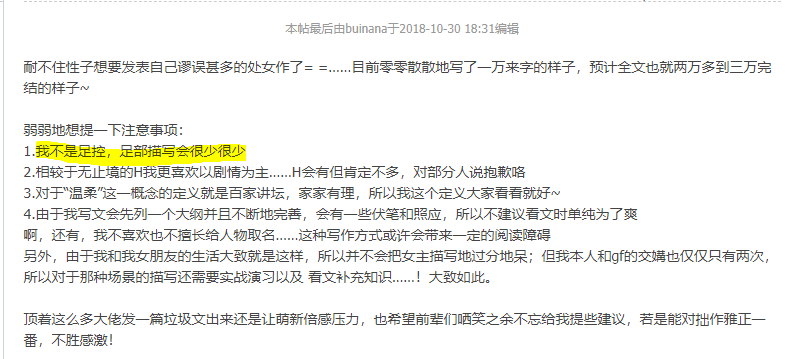 本帖最后由buinana于2018-10-30 18:31编辑
耐不住性子想要发表自己谬误甚多的处女作了= =……目前零零散散地写了一万来字的样子，预计全文也就两万多到三万完
结的样子~
弱弱地想提一下注意事项：
1.我不是足控，足部描写会很少很少
2.相较于无止境的H我更喜欢以剧情为主……H会有但肯定不多，对部分人说抱歉咯
3.对于“温柔”这一概念的定义就是百家讲坛，家家有理，所以我这个定义大家看看就好~
4.由于我写文会先列一个大纲并且不断地完善，会有一些伏笔和照应，所以不建议看文时单纯为了爽
啊，还有，我不喜欢也不擅长给人物取名……这种写作方式或许会带来一定的阅读障碍
另外，由于我和我女朋友的生活大致就是这样，所以并不会把女主描写地过分地呆；但我本人和gf的交媾也仅仅只有两次，
所以对于那种场景的描写还需要实战演习以及 看文补充知识……！大致如此。
顶着这么多大佬发一篇垃圾文出来还是让萌新倍感压力，也希望前辈们哂笑之余不忘给我提些建议，若是能对拙作雅正一
番，不胜感激！